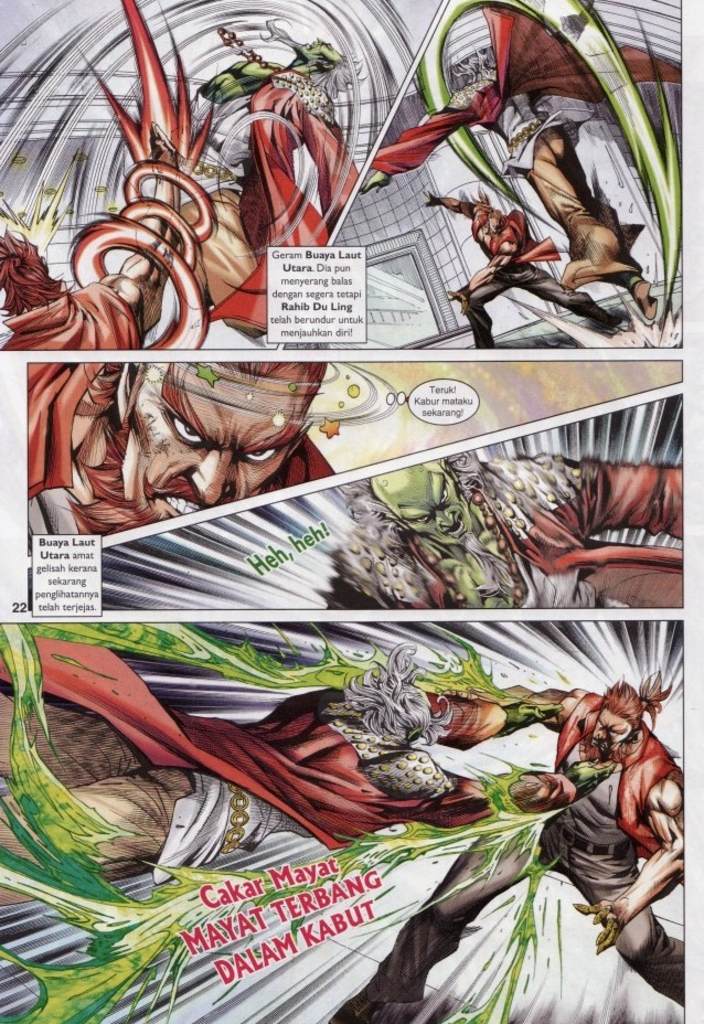 Geram Buaya Laut
Utara. Dia pun
menyerang balas
dengan segera tetapi
Rahib Du Ling
telah berundur untuk
menjauhkan diri!
Teruk!
Kabur mataku
sekarang!
Heh, heh!
Buaya Laut
Utara amat
gelisah kerana
sekarang
penglihatannya
telah terjejas.
22
Cakar Mayat
MAYAT TERBANG
DALAM KABUT